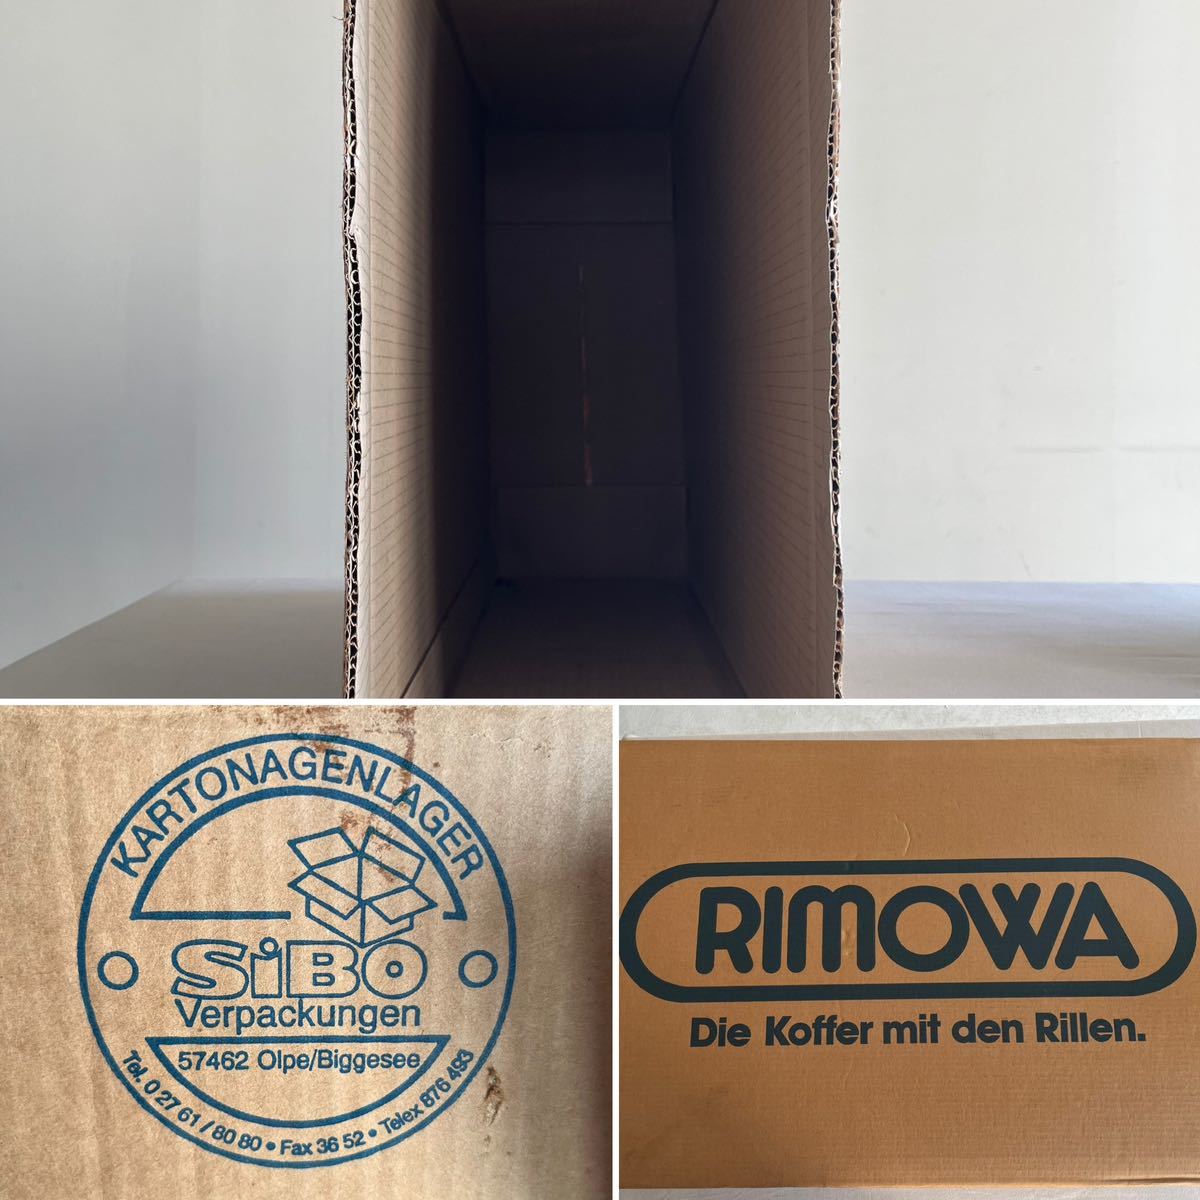 KARTONAGENLAGER
SiBO
Verpackungen
57462 Olpe/Biggesee
Tel. 0 27 61 / 80 80 • Fax 36 52 • Telex 876 493
RIMOWA
Die Koffer mit den Rillen.